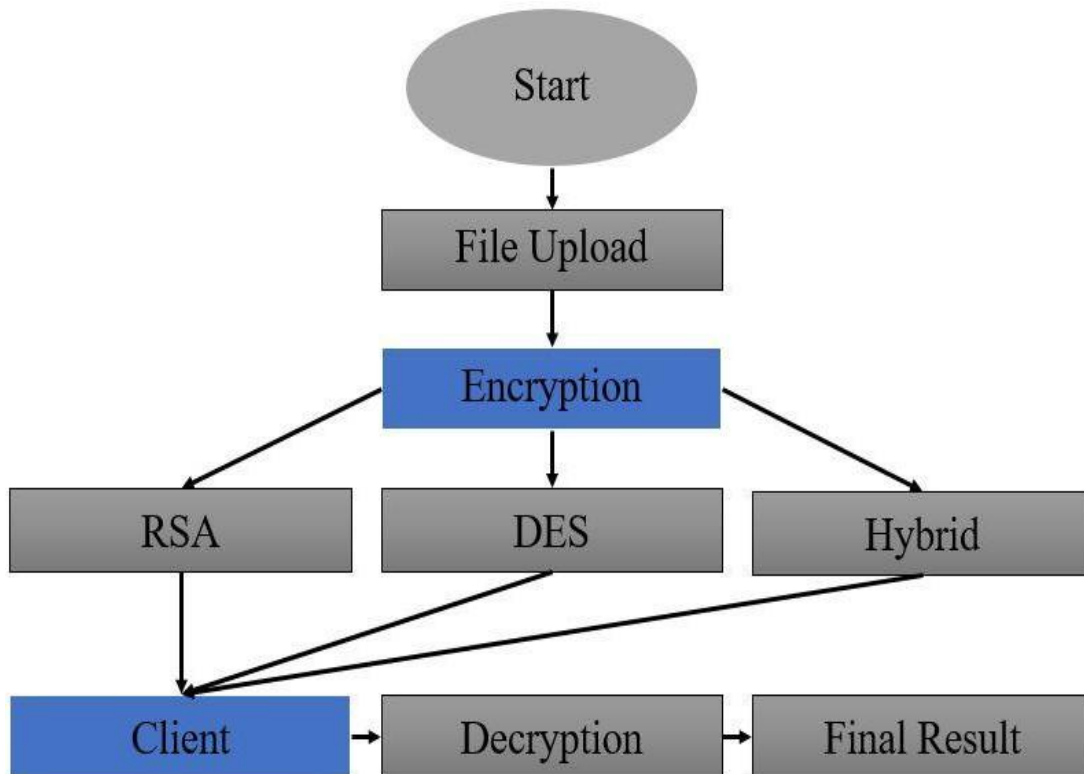 Start
File Upload
Encryption
RSA
DES
Hybrid
Client
Decryption
Final Result